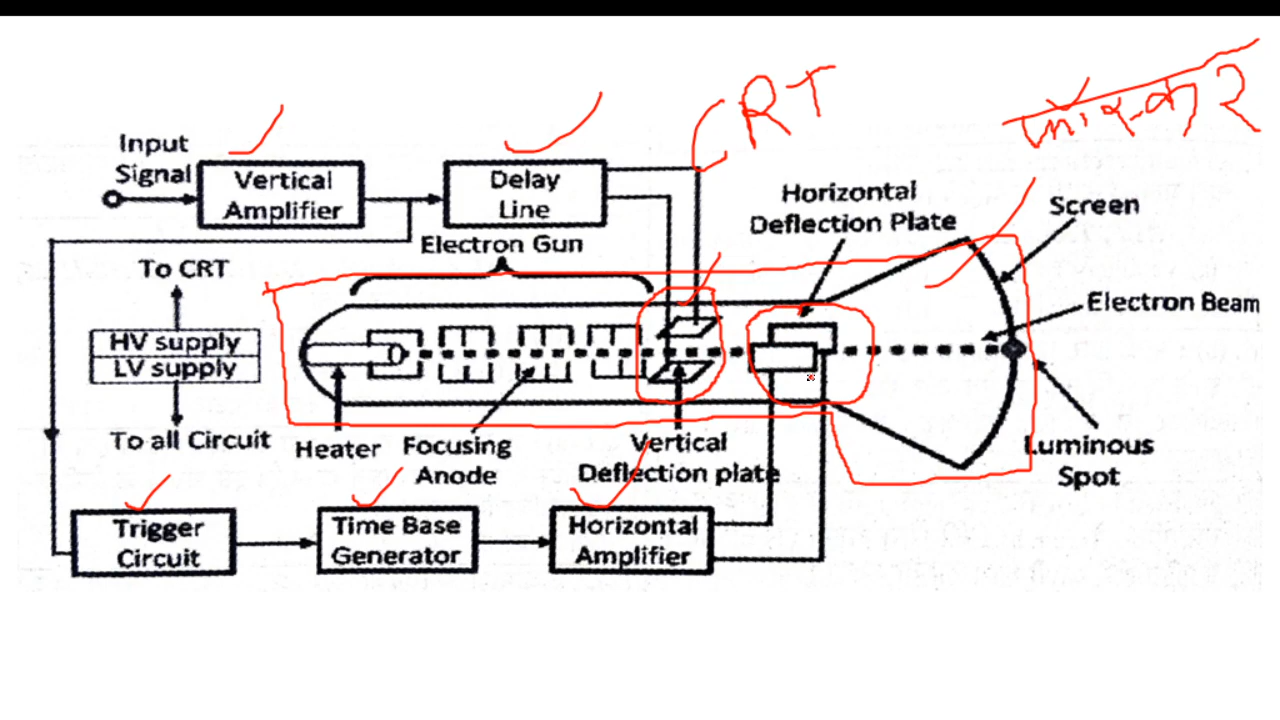 CRT
Input
Signal
Vertical
Amplifier
Delay
Line
Horizontal
Deflection Plate
Screen
Electron Gun
To CRT
HV supply
LV supply
To all Circuit
Electron Beam
Heater
Focusing
Anode
Vertical
Deflection plate
Luminous
Spot
Trigger
Circuit
Time Base
Generator
Horizontal
Amplifier